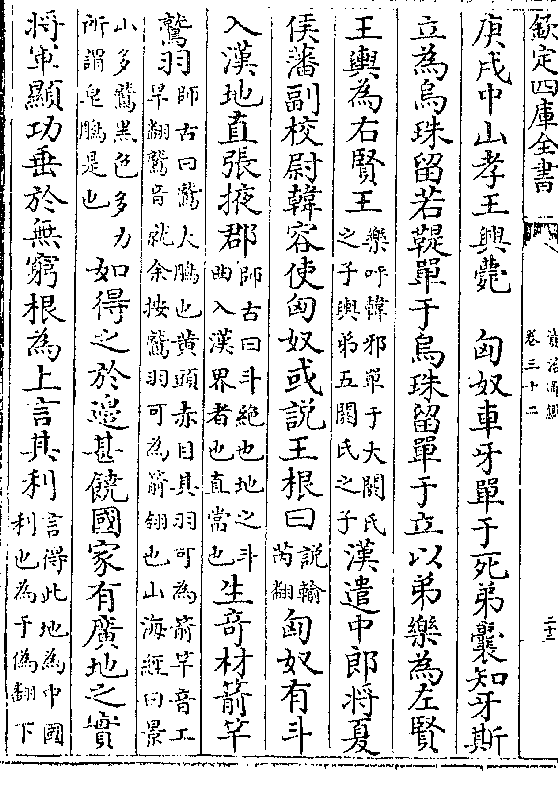 欽定四庫全書
資治通鑑
卷三十二
二十三
庚戌中山孝王興薨　匈奴車牙單于死弟囊知牙斯
立為烏珠留若鞮單于烏珠留單于立以弟樂為左賢
王輿為右賢王樂呼韓邪單于大閼氏之子輿弟五閼氏之子漢遣中郎將夏
侯藩副校尉韓容使匈奴或說王根曰說輸芮翻匈奴有斗
入漢地直張掖郡師古曰斗絶也地之斗曲入漢界者也直當也生奇材箭竿
鷲羽師古曰鷲大鵰也黄頭赤目其羽可為箭竿音工旱翻鷲音就余按鷲羽可為箭翎也山海經曰景
山多鷲黒色多力所謂皂鵰是也如得之於邉甚饒國家有廣地之實
將軍顯功垂於無窮根為上言其利言得此地為中國利也為于偽翻下